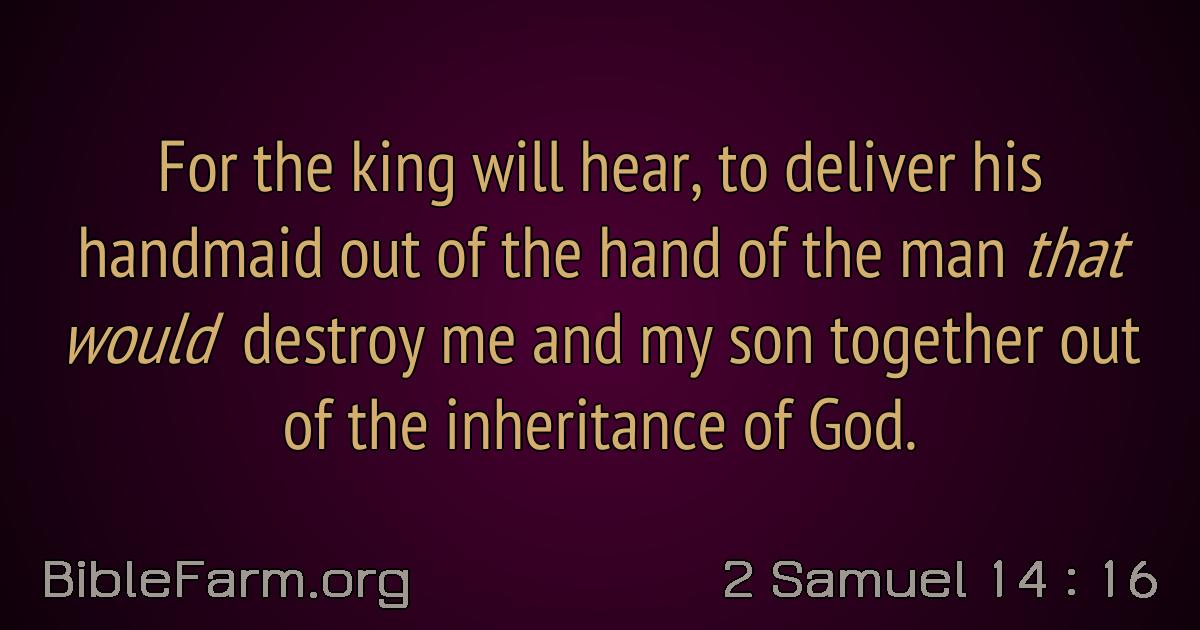 For the king will hear, to deliver his
handmaid out of the hand of the man that
would destroy me and my son together out
of the inheritance of God.
BibleFarm.org
2 Samuel 14 : 16